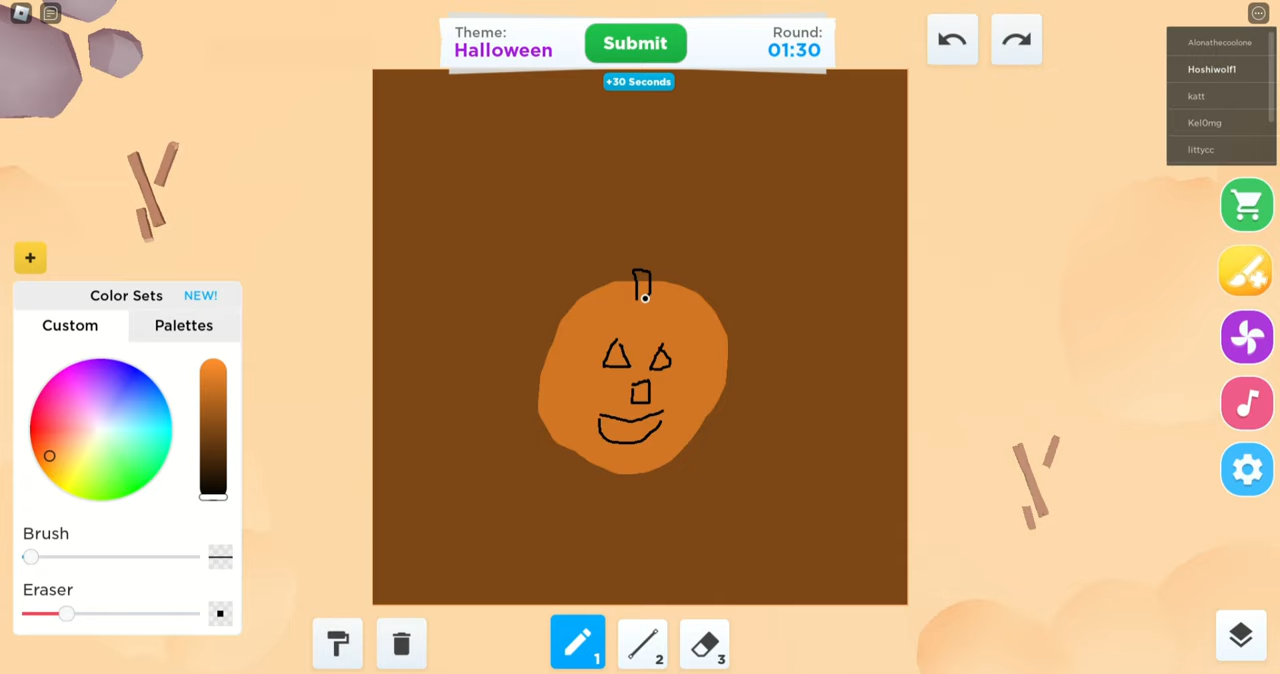 Theme:
Halloween
Submit
Round:
01:30
+30 Seconds
Alonathecoolone
Hoshiwolf1
katt
Kel0mg
littycc
+
Color Sets NEW!
Custom Palettes
Brush
Eraser
1
2
3